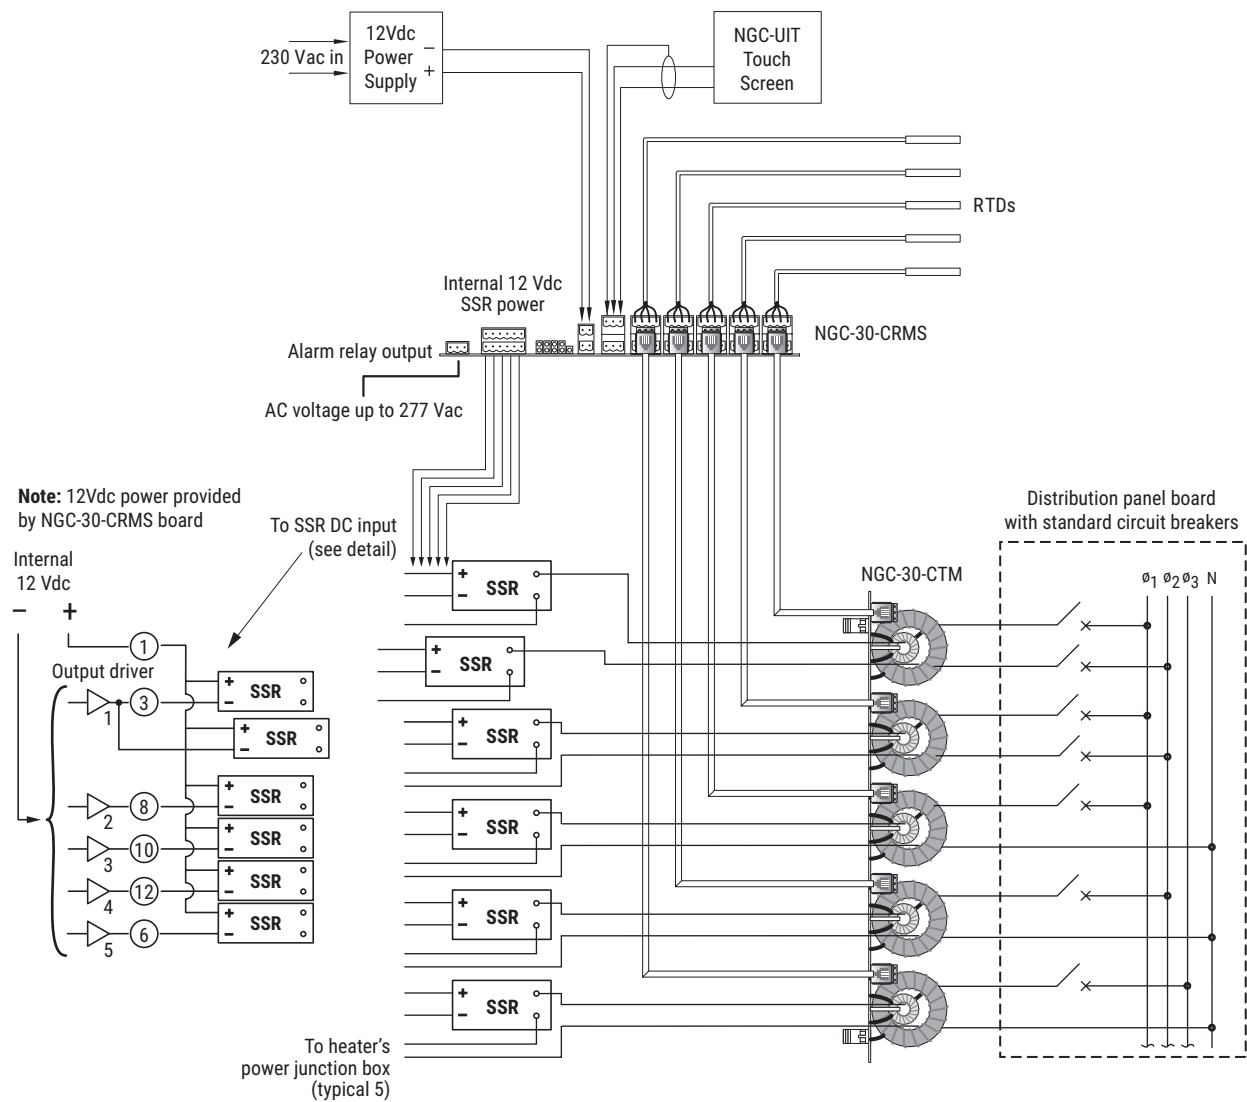 12Vdc
Power
Supply
−
+
230 Vac in
NGC-UIT
Touch
Screen
RTDs
Internal 12 Vdc
SSR power
NGC-30-CRMS
Alarm relay output
AC voltage up to 277 Vac
Note: 12Vdc power provided
by NGC-30-CRMS board
To SSR DC input
(see detail)
Internal
12 Vdc
− +
1
Output driver
1
3
+
−
SSR
+
−
SSR
2
8
+
−
SSR
3
10
+
−
SSR
4
12
+
−
SSR
5
6
+
−
SSR
+
−
SSR
+
−
SSR
+
−
SSR
+
−
SSR
+
−
SSR
+
−
SSR
To heater's
power junction box
(typical 5)
NGC-30-CTM
Distribution panel board
with standard circuit breakers
ø1 ø2 ø3 N